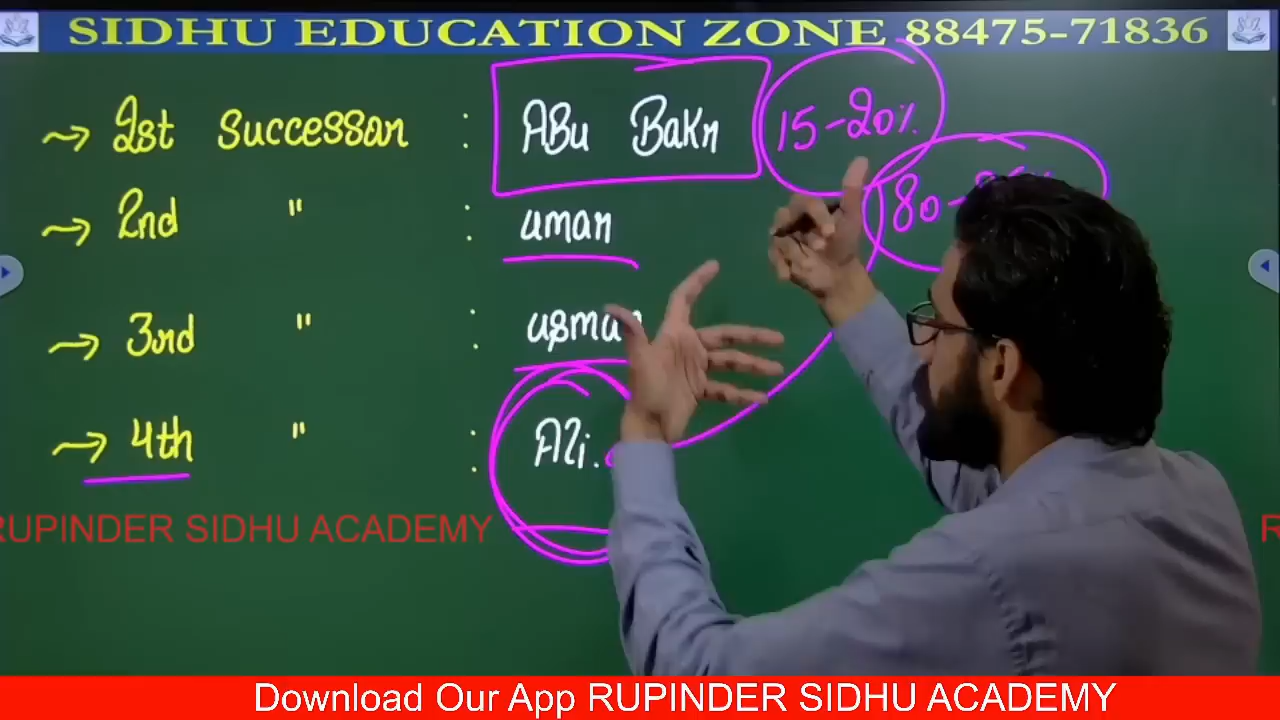 SIDHU EDUCATION ZONE 88475-71836
→ 1st Successor : ABu BaKr 15-20%
→ 2nd " : umar 80-
→ 3rd " :
→ 4th " : Ali.
RUPINDER SIDHU ACADEMY
Download Our App RUPINDER SIDHU ACADEMY